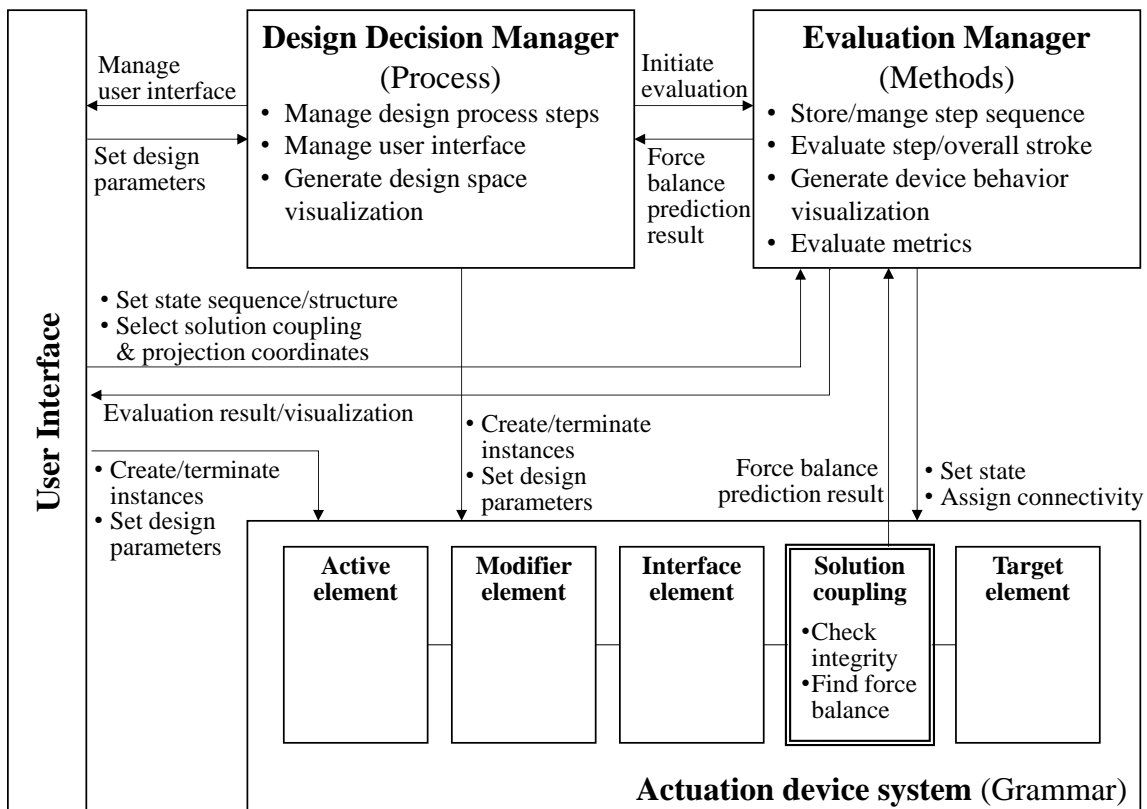 User Interface
Manage
user interface
Set design
parameters
Design Decision Manager
(Process)
• Manage design process steps
• Manage user interface
• Generate design space
visualization
Initiate
evaluation
Force
balance
prediction
result
Evaluation Manager
(Methods)
• Store/mange step sequence
• Evaluate step/overall stroke
• Generate device behavior
visualization
• Evaluate metrics
• Set state sequence/structure
• Select solution coupling
& projection coordinates
Evaluation result/visualization
• Create/terminate
instances
• Set design
parameters
• Create/terminate
instances
• Set design
parameters
Force balance
prediction result
• Set state
• Assign connectivity
Active
element
Modifier
element
Interface
element
Solution
coupling
•Check
integrity
•Find force
balance
Target
element
Actuation device system (Grammar)